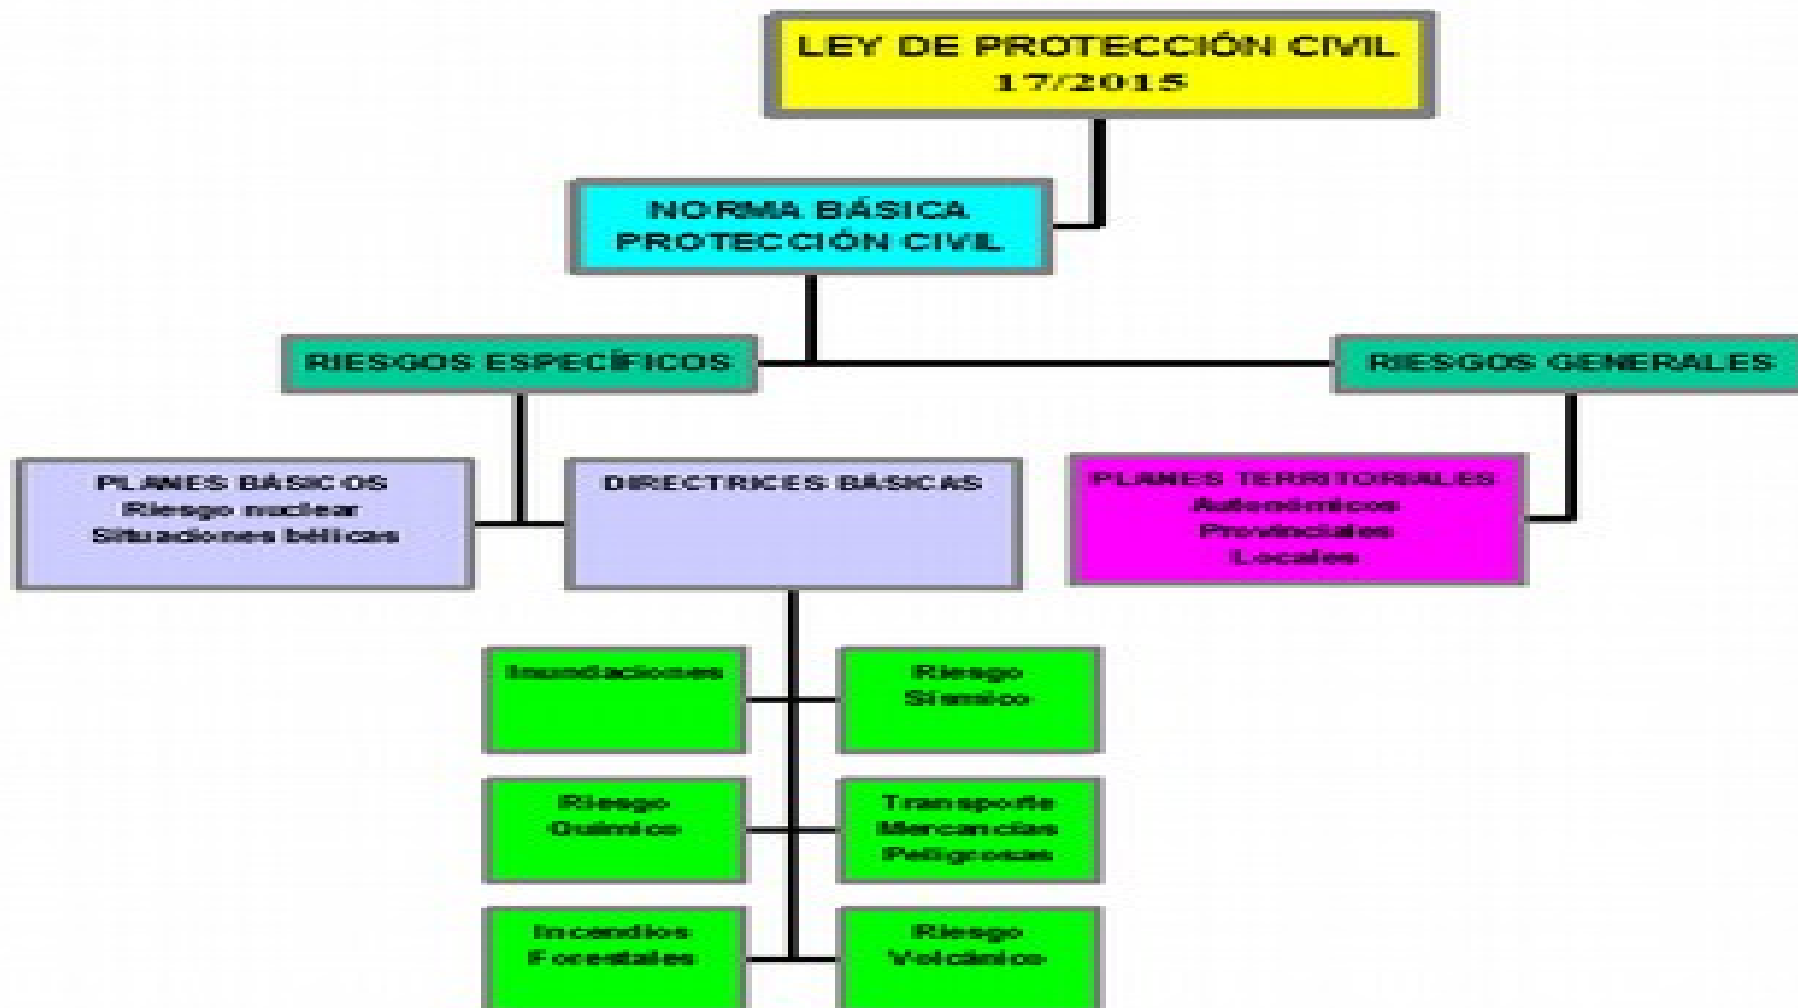 LEY DE PROTECCIÓN CIVIL
17/2015
NORMA BÁSICA
PROTECCIÓN CIVIL
RIESGOS ESPECÍFICOS
RIESGOS GENERALES
PLANES BÁSICOS
Riesgo nuclear
Situaciones bélicas
DIRECTRICES BÁSICAS
PLANES TERRITORIALES
Autonómicos
Provinciales
Locales
Inundaciones
Riesgo
Sísmico
Riesgo
Químico
Transporte
Mercancías
Peligrosas
Incendios
Forestales
Riesgo
Volcánico